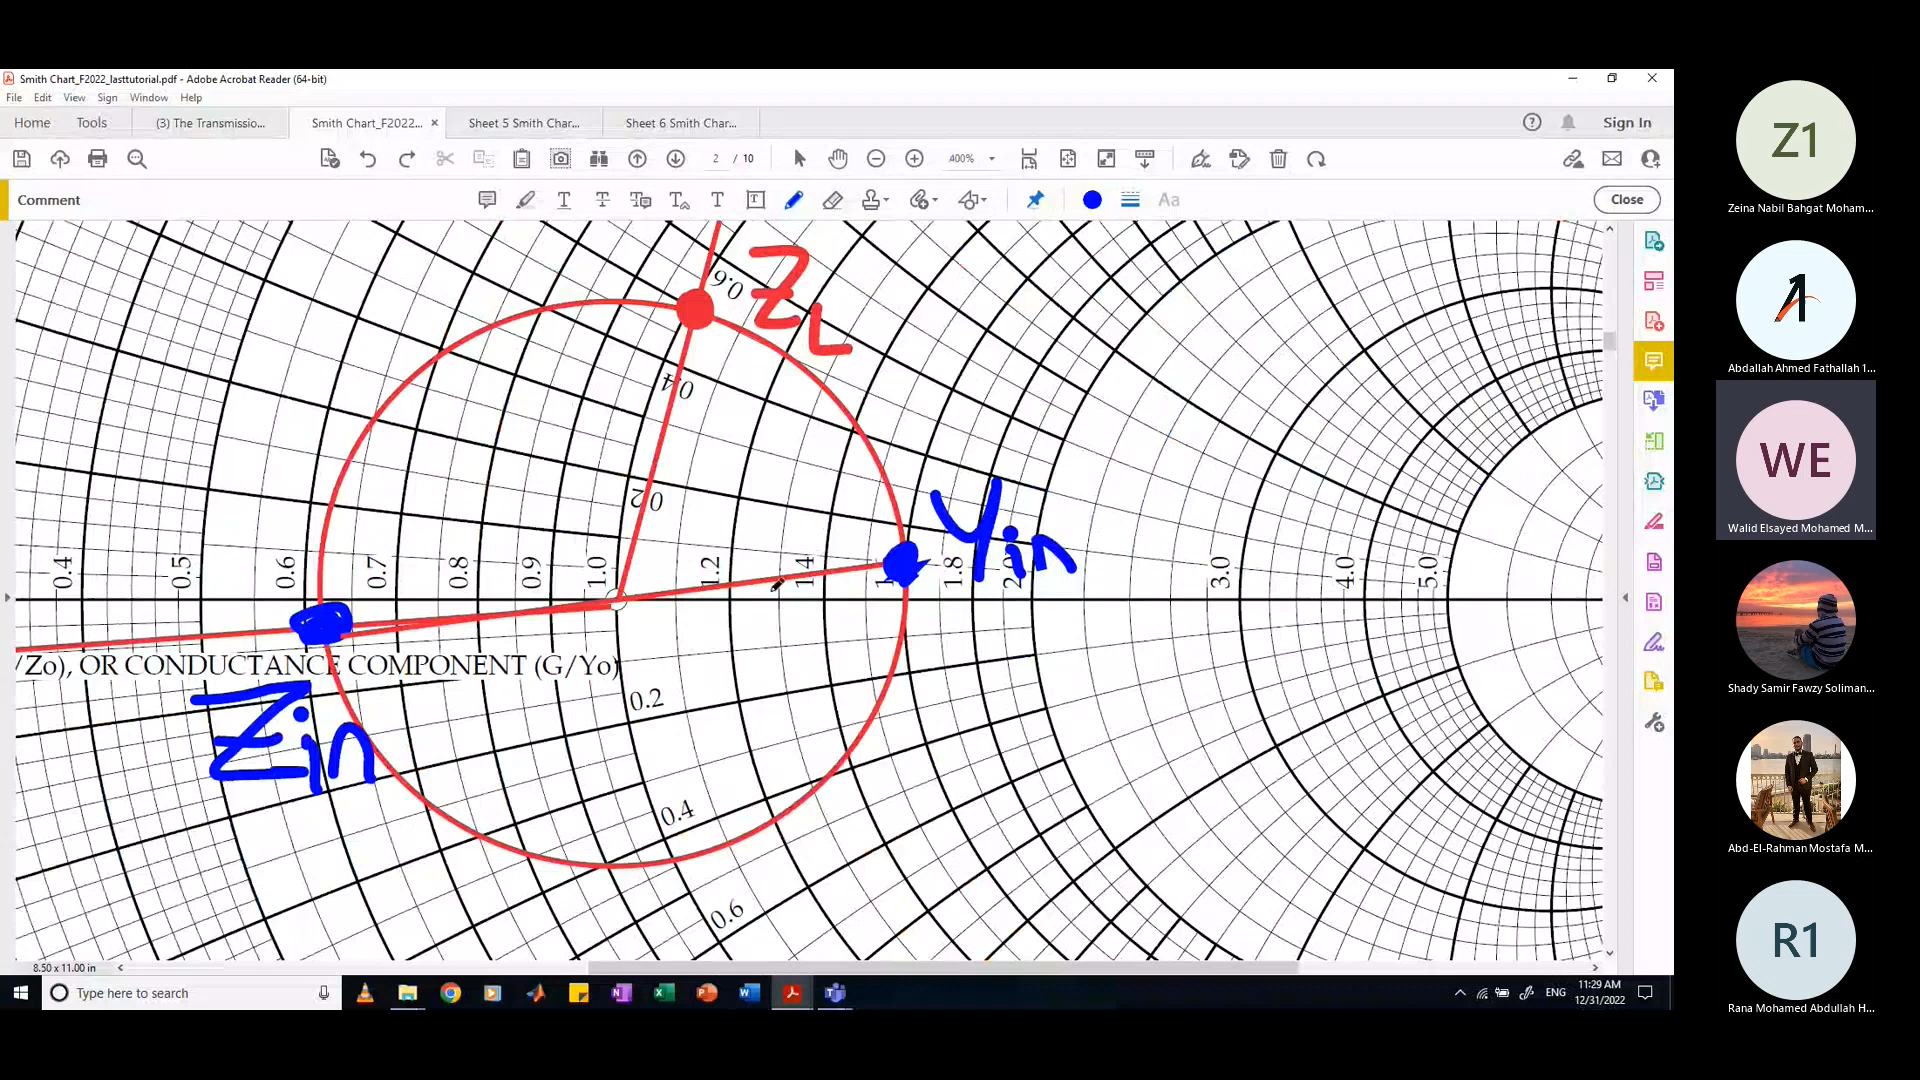 Smith Chart_F2022_lasttutorial.pdf - Adobe Acrobat Reader (64-bit)
File Edit View Sign Window Help
Home Tools (3) The Transmissio... Smith Chart_F2022... × Sheet 5 Smith Char... Sheet 6 Smith Char... Sign In
2 / 10 400%
Comment Aa Close
0.6
ZL
0.4
0.2
Yin
0.4 0.5 0.6 0.7 0.8 0.9 1.0 1.2 1.4 1.8 2.0 3.0 4.0 5.0
/Zo), OR CONDUCTANCE COMPONENT (G/Yo)
0.2
Zin
0.4
0.6
8.50 x 11.00 in
Type here to search
ENG
11:29 AM
12/31/2022
Z1
Zeina Nabil Bahgat Moham...
Abdallah Ahmed Fathallah 1...
WE
Walid Elsayed Mohamed M...
Shady Samir Fawzy Soliman...
Abd-El-Rahman Mostafa M...
R1
Rana Mohamed Abdullah H...